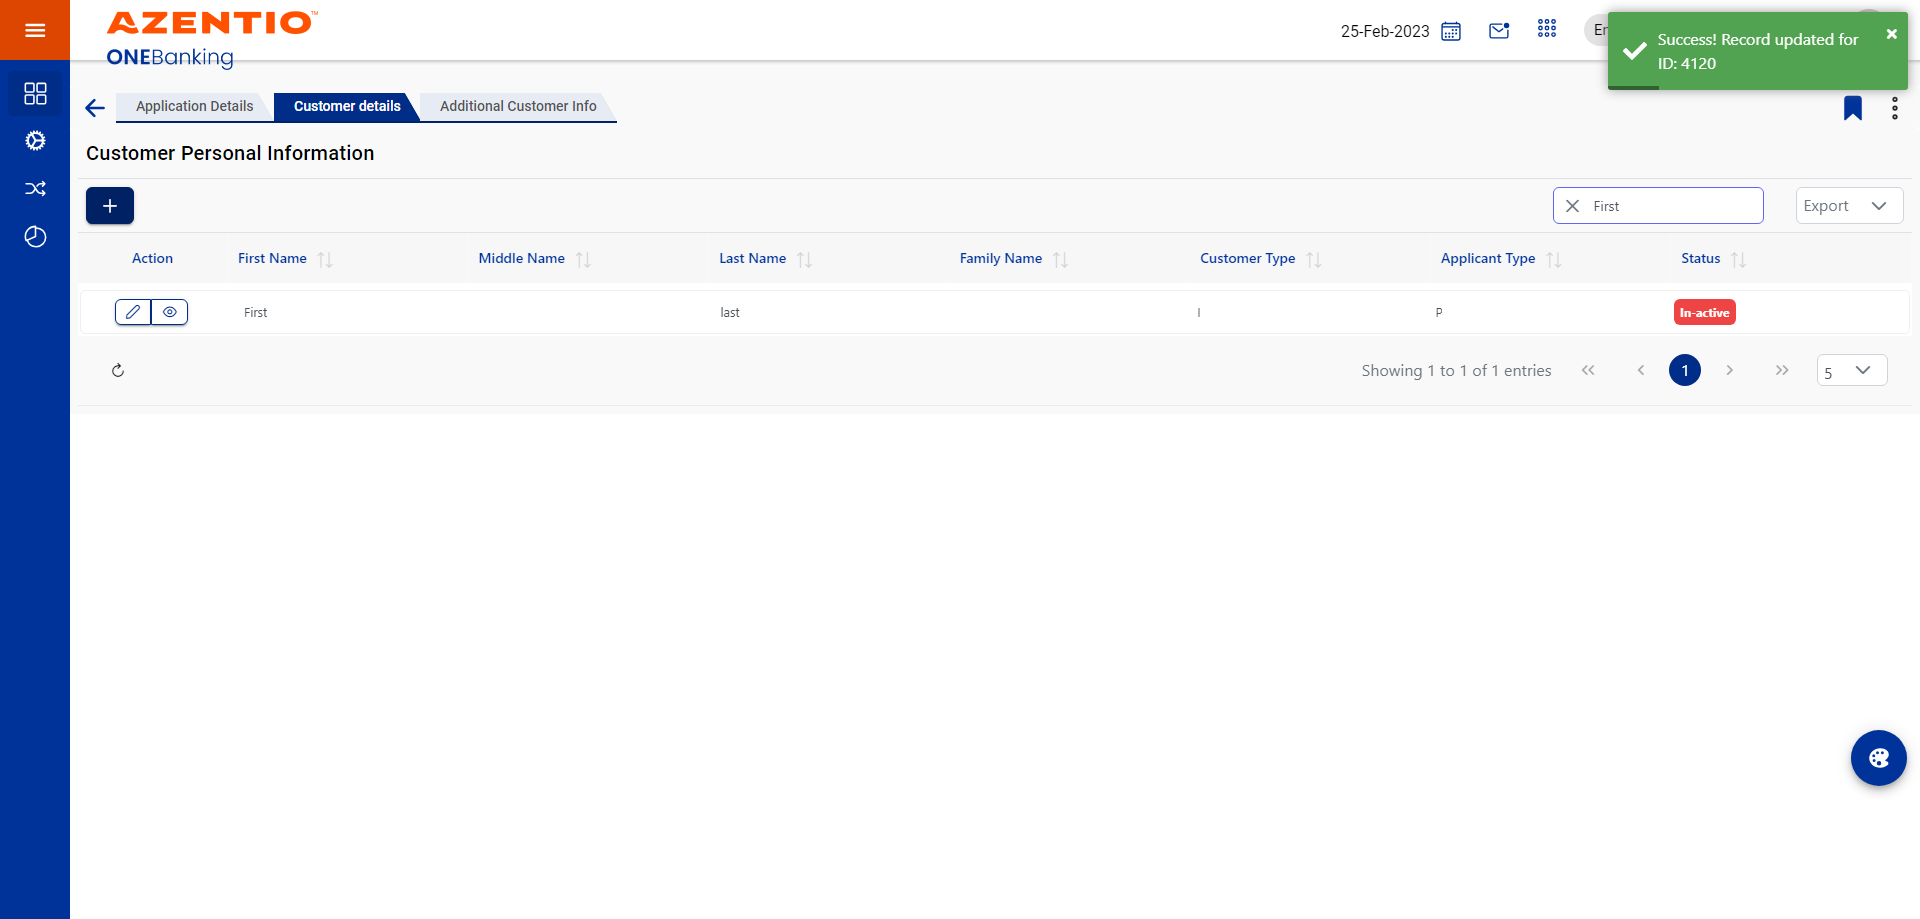 AZENTIO™
ONEBanking
25-Feb-2023
Success! Record updated for
ID: 4120
Application Details
Customer details
Additional Customer Info
Customer Personal Information
First
Export
Action
First Name
Middle Name
Last Name
Family Name
Customer Type
Applicant Type
Status
First
last
I
P
In-active
Showing 1 to 1 of 1 entries
1
5